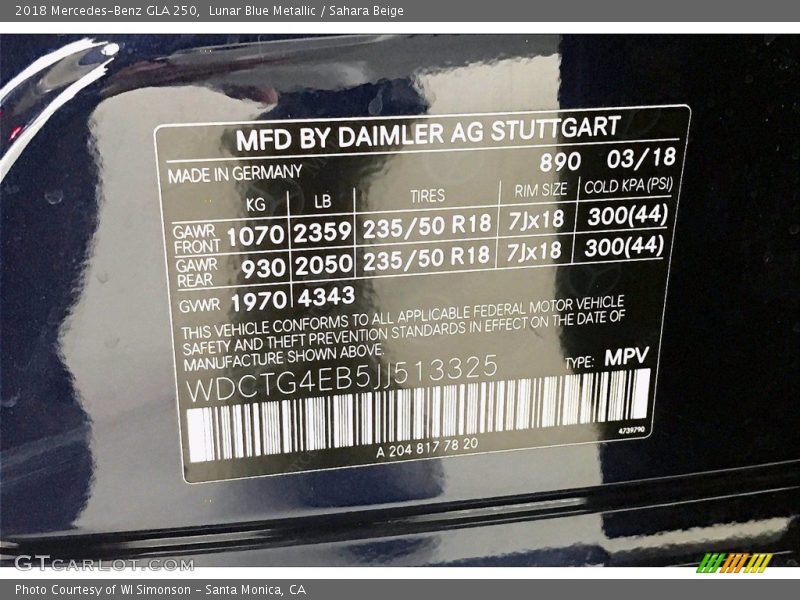 2018 Mercedes-Benz GLA 250, Lunar Blue Metallic / Sahara Beige
MFD BY DAIMLER AG STUTTGART
890 03/18
MADE IN GERMANY
KG LB TIRES RIM SIZE COLD KPA (PSI)
GAWR FRONT 1070 2359 235/50 R18 7Jx18 300(44)
GAWR REAR 930 2050 235/50 R18 7Jx18 300(44)
GVWR 1970 4343
THIS VEHICLE CONFORMS TO ALL APPLICABLE FEDERAL MOTOR VEHICLE
SAFETY AND THEFT PREVENTION STANDARDS IN EFFECT ON THE DATE OF
MANUFACTURE SHOWN ABOVE.
WDCTG4EB5JJ513325 TYPE: MPV
4739790
A 204 817 78 20
GTcarlot.com
Photo Courtesy of WI Simonson - Santa Monica, CA